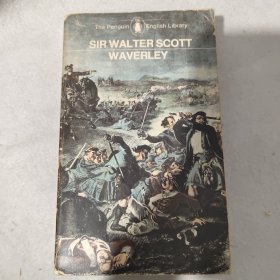 The Penguin English Library
SIR WALTER SCOTT
WAVERLEY